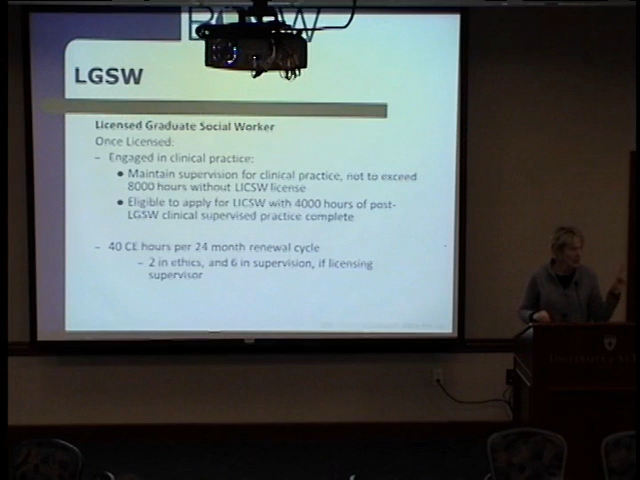 LGSW
Licensed Graduate Social Worker
Once Licensed:
– Engaged in clinical practice:
● Maintain supervision for clinical practice, not to exceed
8000 hours without LICSW license
● Eligible to apply for LICSW with 4000 hours of post-
LGSW clinical supervised practice complete
– 40 CE hours per 24 month renewal cycle
– 2 in ethics, and 6 in supervision, if licensing
supervisor
UNIVERSITY